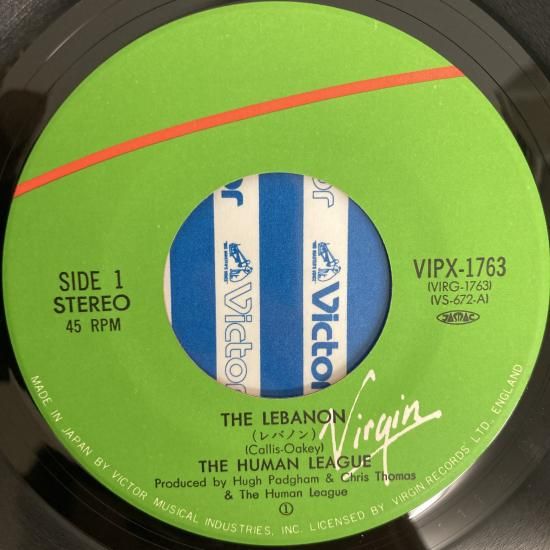 SIDE 1
STEREO
45 RPM
VIPX-1763
(VIRG-1763)
(VS-672-A)
JASRAC
Victor
Victor
THE LEBANON
(レバノン)
(Callis-Oakey)
THE HUMAN LEAGUE
Produced by Hugh Padgham & Chris Thomas
& The Human League
①
Virgin
MADE IN JAPAN BY VICTOR MUSICAL INDUSTRIES, INC. LICENSED BY VIRGIN RECORDS LTD., ENGLAND